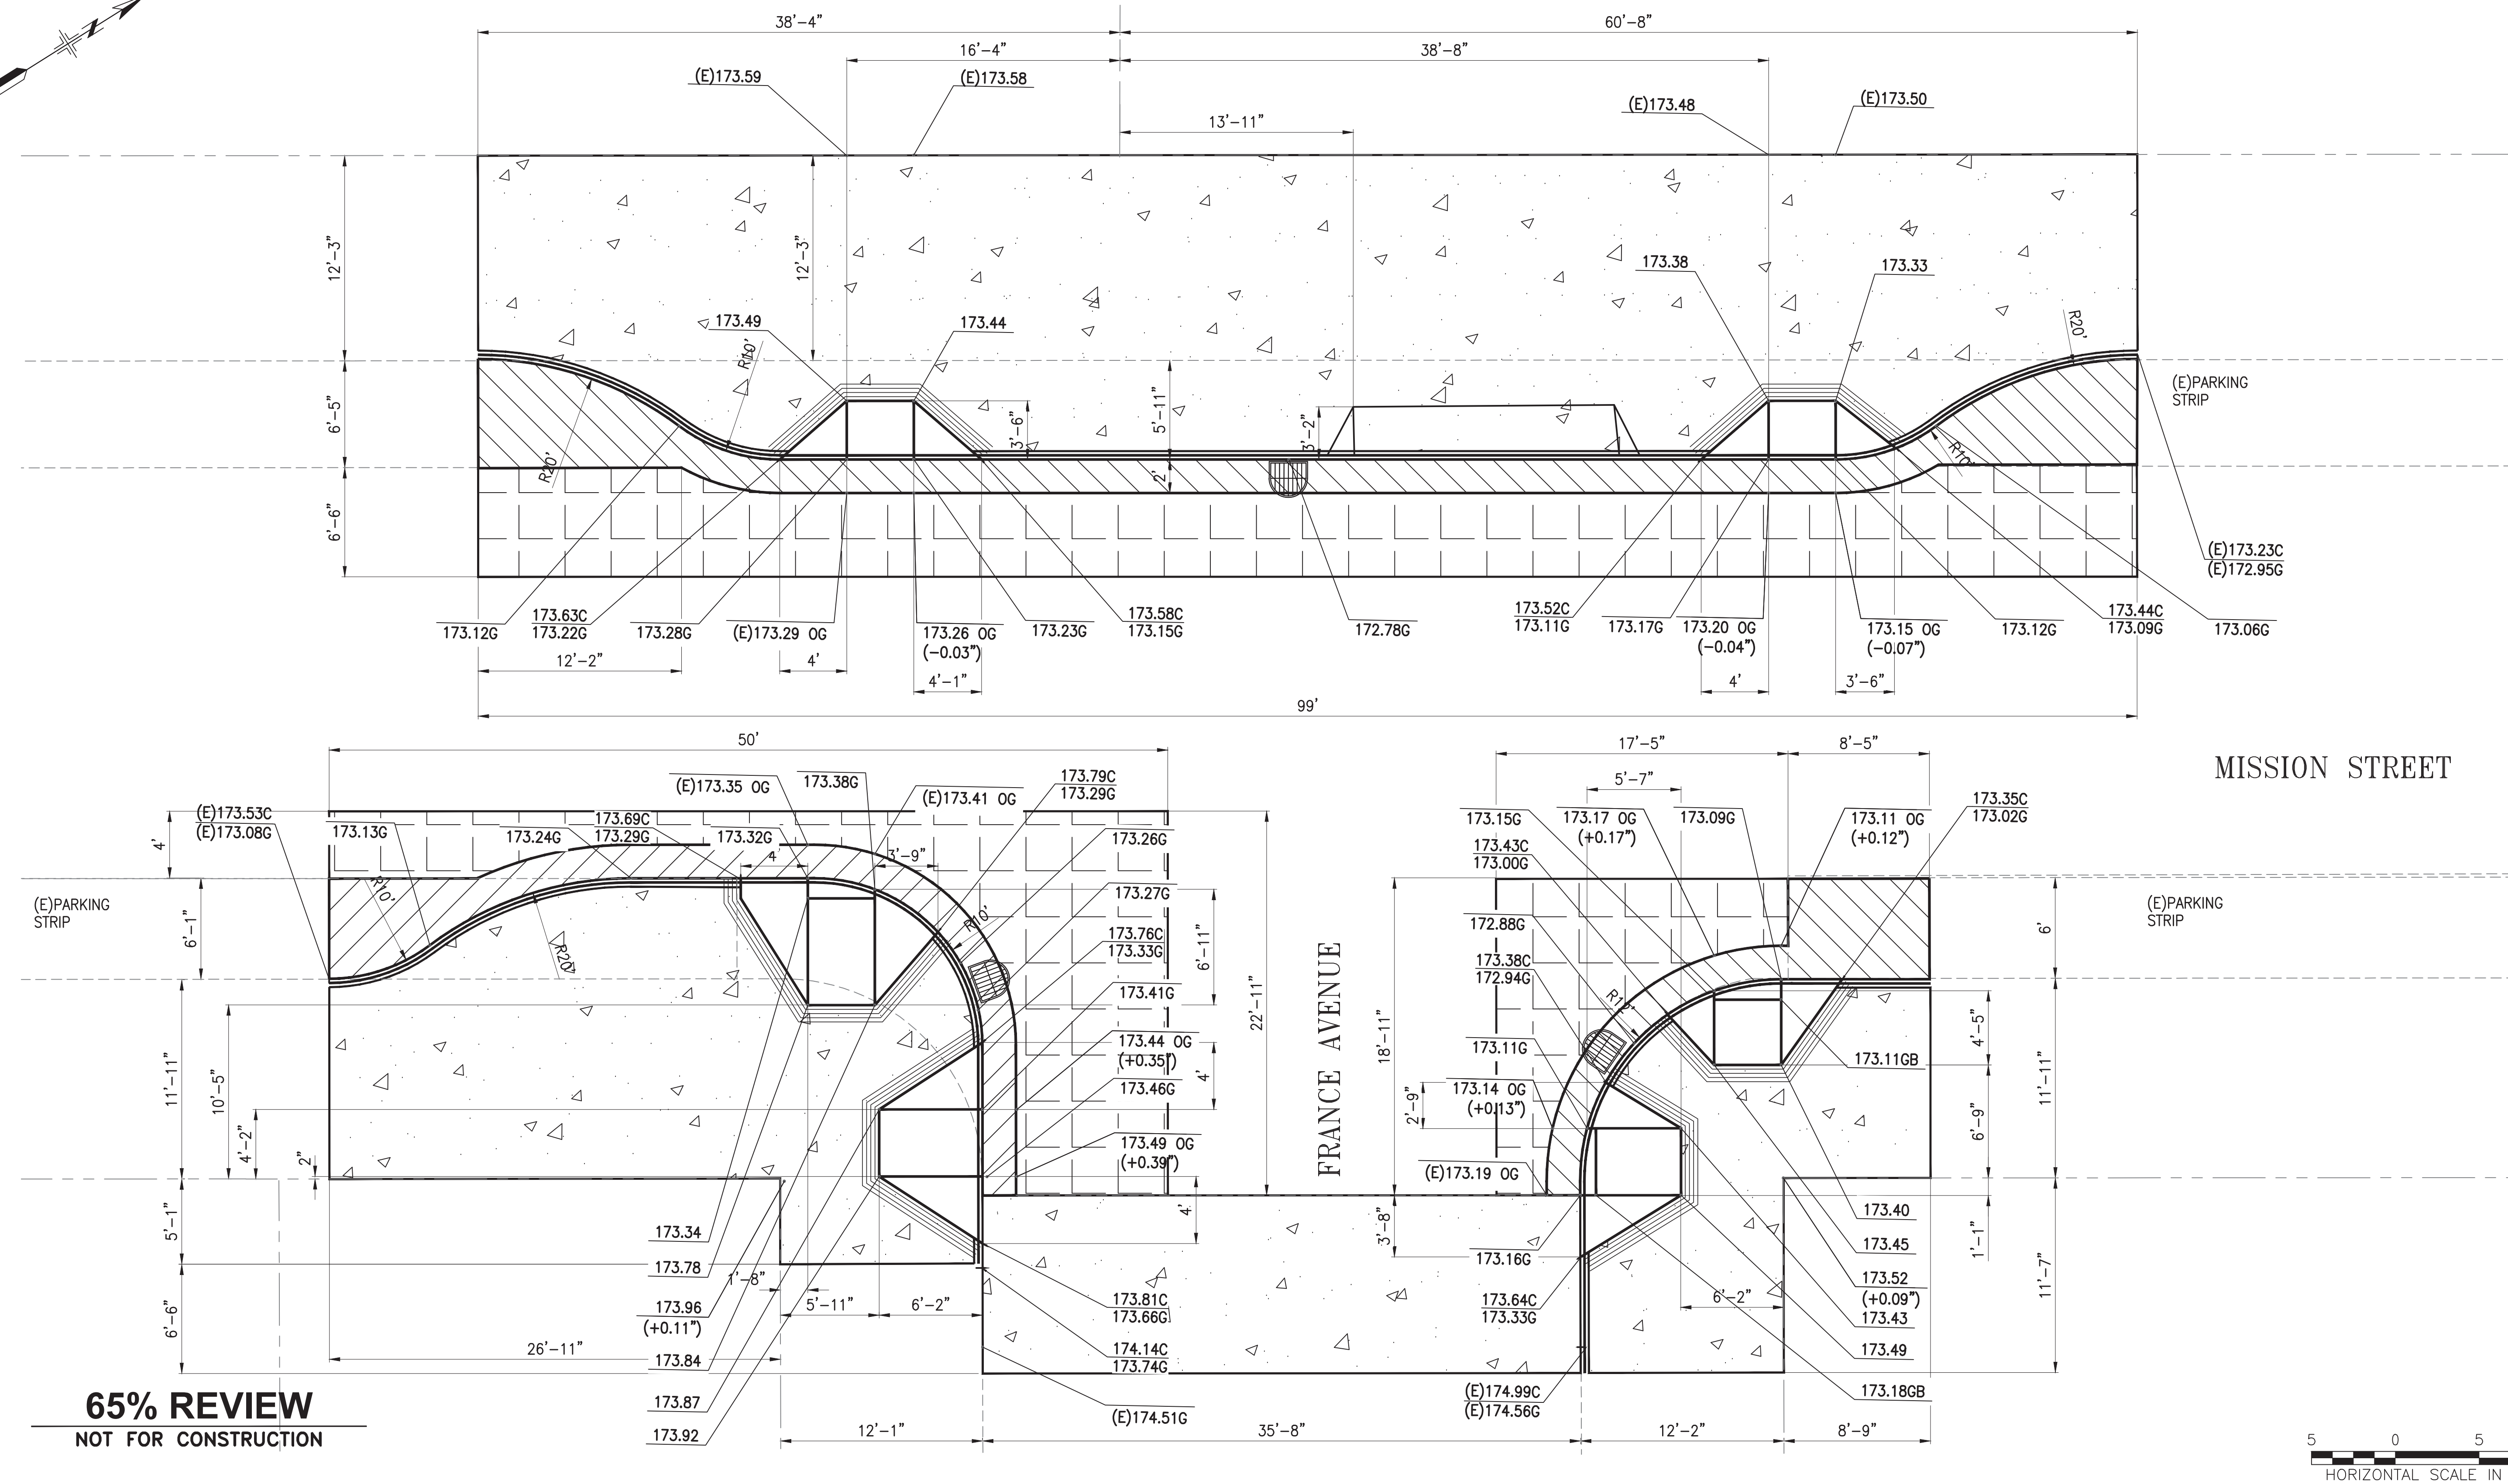 N
38'-4"
60'-8"
16'-4"
38'-8"
(E)173.59
(E)173.58
(E)173.48
(E)173.50
13'-11"
12'-3"
12'-3"
173.38
173.33
173.49
173.44
R10'
R20'
(E)PARKING
STRIP
6'-5"
5'-11"
3'-6"
3'-2"
R20'
R10'
2'
6'-6"
(E)173.23C
(E)172.95G
173.12G
173.63C
173.22G
173.28G
(E)173.29 OG
173.26 OG
(-0.03")
173.23G
173.58C
173.15G
172.78G
173.52C
173.11G
173.17G
173.20 OG
(-0.04")
173.15 OG
(-0.07")
173.12G
173.44C
173.09G
173.06G
12'-2"
4'
4'-1"
4'
3'-6"
99'
MISSION STREET
50'
17'-5"
8'-5"
5'-7"
(E)173.53C
(E)173.08G
173.13G
173.24G
173.69C
173.29G
173.32G
(E)173.35 OG
173.38G
(E)173.41 OG
173.79C
173.29G
173.26G
173.27G
173.76C
173.33G
173.41G
173.44 OG
(+0.35")
173.46G
173.49 OG
(+0.39")
4'
4'
3'-9"
R10'
R20'
R10'
(E)PARKING
STRIP
6'-1"
11'-11"
10'-5"
4'-2"
2"
5'-1"
6'-6"
6'-11"
4'
4'
22'-11"
FRANCE AVENUE
18'-11"
173.15G
173.17 OG
(+0.17")
173.09G
173.11 OG
(+0.12")
173.35C
173.02G
173.43C
173.00G
172.88G
173.38C
172.94G
173.11G
173.14 OG
(+0.13")
(E)173.19 OG
173.16G
173.64C
173.33G
(E)174.99C
(E)174.56G
R12'
2'-9"
3'-8"
6'-2"
(E)PARKING
STRIP
6'
4'-5"
6'-9"
11'-11"
1'-1"
11'-7"
173.11GB
173.40
173.45
173.52
(+0.09")
173.43
173.49
173.18GB
173.34
173.78
173.96
(+0.11")
173.84
173.87
173.92
1'-8"
5'-11"
6'-2"
173.81C
173.66G
174.14C
173.74G
(E)174.51G
26'-11"
12'-1"
35'-8"
12'-2"
8'-9"
65% REVIEW
NOT FOR CONSTRUCTION
5 0 5
HORIZONTAL SCALE IN